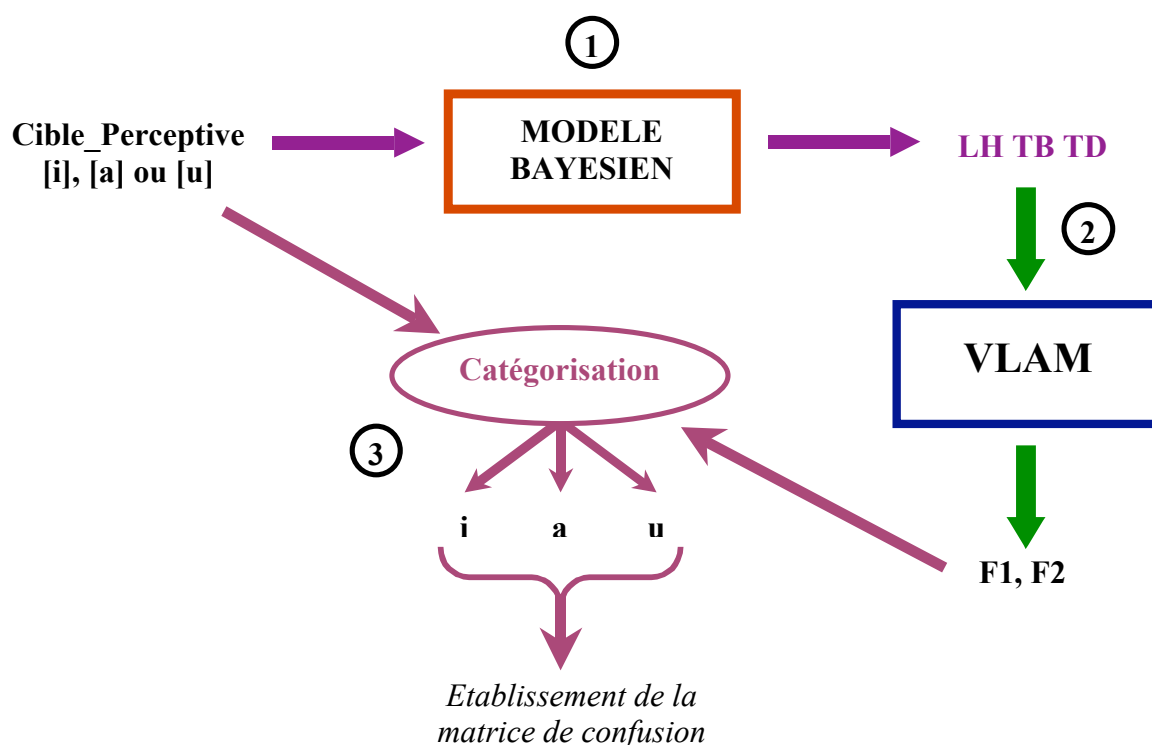 1
Cible_Perceptive
[i], [a] ou [u]
MODELE
BAYESIEN
LH TB TD
2
VLAM
Catégorisation
3
i a u
F1, F2
Etablissement de la
matrice de confusion